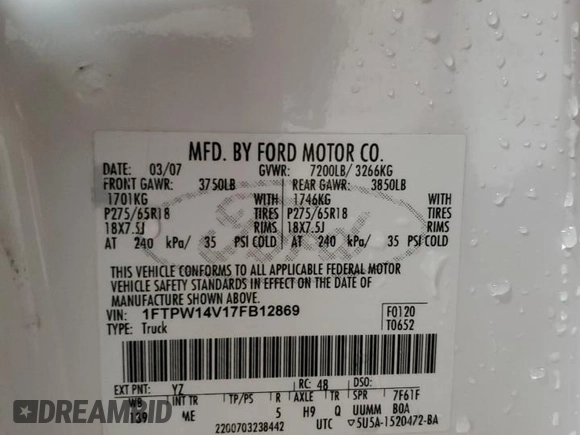 MFD. BY FORD MOTOR CO.
DATE: 03/07 GVWR: 7200LB/ 3266KG
FRONT GAWR: 3750LB REAR GAWR: 3850LB
1701KG WITH 1746KG WITH
P275/65R18 TIRES P275/65R18 TIRES
18X7.5J RIMS 18X7.5J RIMS
AT 240 kPa/ 35 PSI COLD AT 240 kPa/ 35 PSI COLD
THIS VEHICLE CONFORMS TO ALL APPLICABLE FEDERAL MOTOR
VEHICLE SAFETY STANDARDS IN EFFECT ON THE DATE OF
MANUFACTURE SHOWN ABOVE.
VIN: 1FTPW14V17FB12869 F0120
TYPE: Truck T0652
EXT PNT: YZ RC: 48 DSO:
WB INT TR TP/PS R AXLE TR SPR 7F61F
139 ME 5 H9 Q UUMM B0A
2200703238442 UTC 5U5A-1520472-BA
DREAMBID